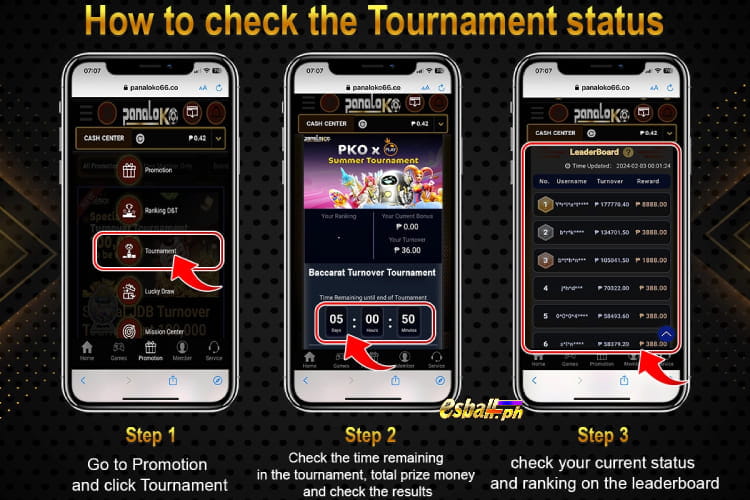 How to check the Tournament status
07:07
panaloko66.co
AA
panaloKO
CASH CENTER
₱0.42
Promotion
Ranking DST
Tournament
Lucky Draw
Mission Center
Home
Games
Promotion
Member
Service
Step 1
Go to Promotion
and click Tournament
07:07
panaloko66.co
AA
panaloKO
CASH CENTER
₱0.42
PKO x PLAY
Summer Tournament
Your Ranking
-
Your Current Bonus
₱ 0.00
Your Turnover
₱ 36.00
Baccarat Turnover Tournament
Time Remaining until end of Tournament
05 : 00 : 50
Days Hours Minutes
Home
Games
Service
Step 2
Check the time remaining
in the tournament, total prize money
and check the results
07:07
panaloko66.co
AA
panaloKO
CASH CENTER
₱0.42
LeaderBoard ?
Time Updated: 2024-02-03 00:01:24
No. Username Turnover Reward
1 ₱ 177770.40 ₱ 8888.00
2 b*r*k**** ₱ 134701.50 ₱ 3888.00
3 ₱ 105041.50 ₱ 1888.00
4 j*h*d*** ₱ 70322.00 ₱ 388.00
5 0*0*0*4**** ₱ 58493.60 ₱ 388.00
6 ₱ 58379.20 ₱ 388.00
Home
Games
Promotion
Service
esball.ph
Step 3
check your current status
and ranking on the leaderboard